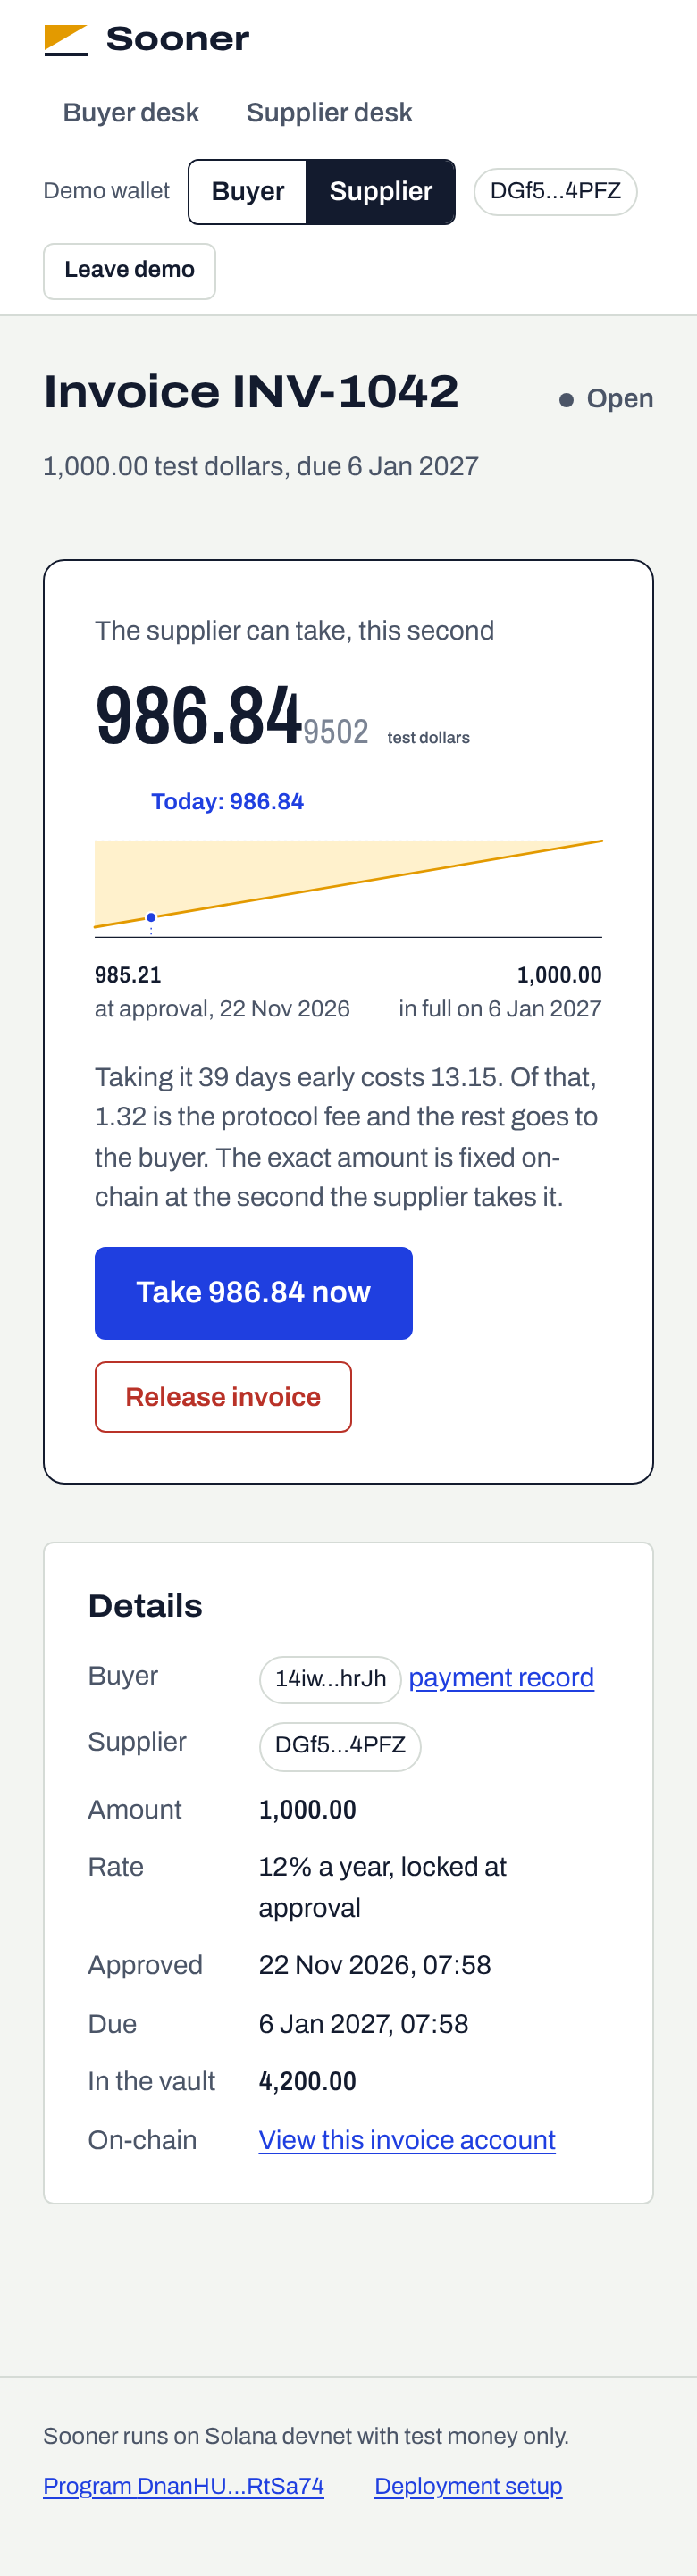 Sooner
Buyer desk Supplier desk
Demo wallet Buyer Supplier DGf5...4PFZ
Leave demo
Invoice INV-1042 Open
1,000.00 test dollars, due 6 Jan 2027
The supplier can take, this second
986.849502 test dollars
Today: 986.84
985.21 1,000.00
at approval, 22 Nov 2026 in full on 6 Jan 2027
Taking it 39 days early costs 13.15. Of that,
1.32 is the protocol fee and the rest goes to
the buyer. The exact amount is fixed on-
chain at the second the supplier takes it.
Take 986.84 now
Release invoice
Details
Buyer 14iw...hrJh payment record
Supplier DGf5...4PFZ
Amount 1,000.00
Rate 12% a year, locked at
approval
Approved 22 Nov 2026, 07:58
Due 6 Jan 2027, 07:58
In the vault 4,200.00
On-chain View this invoice account
Sooner runs on Solana devnet with test money only.
Program DnanHU...RtSa74 Deployment setup